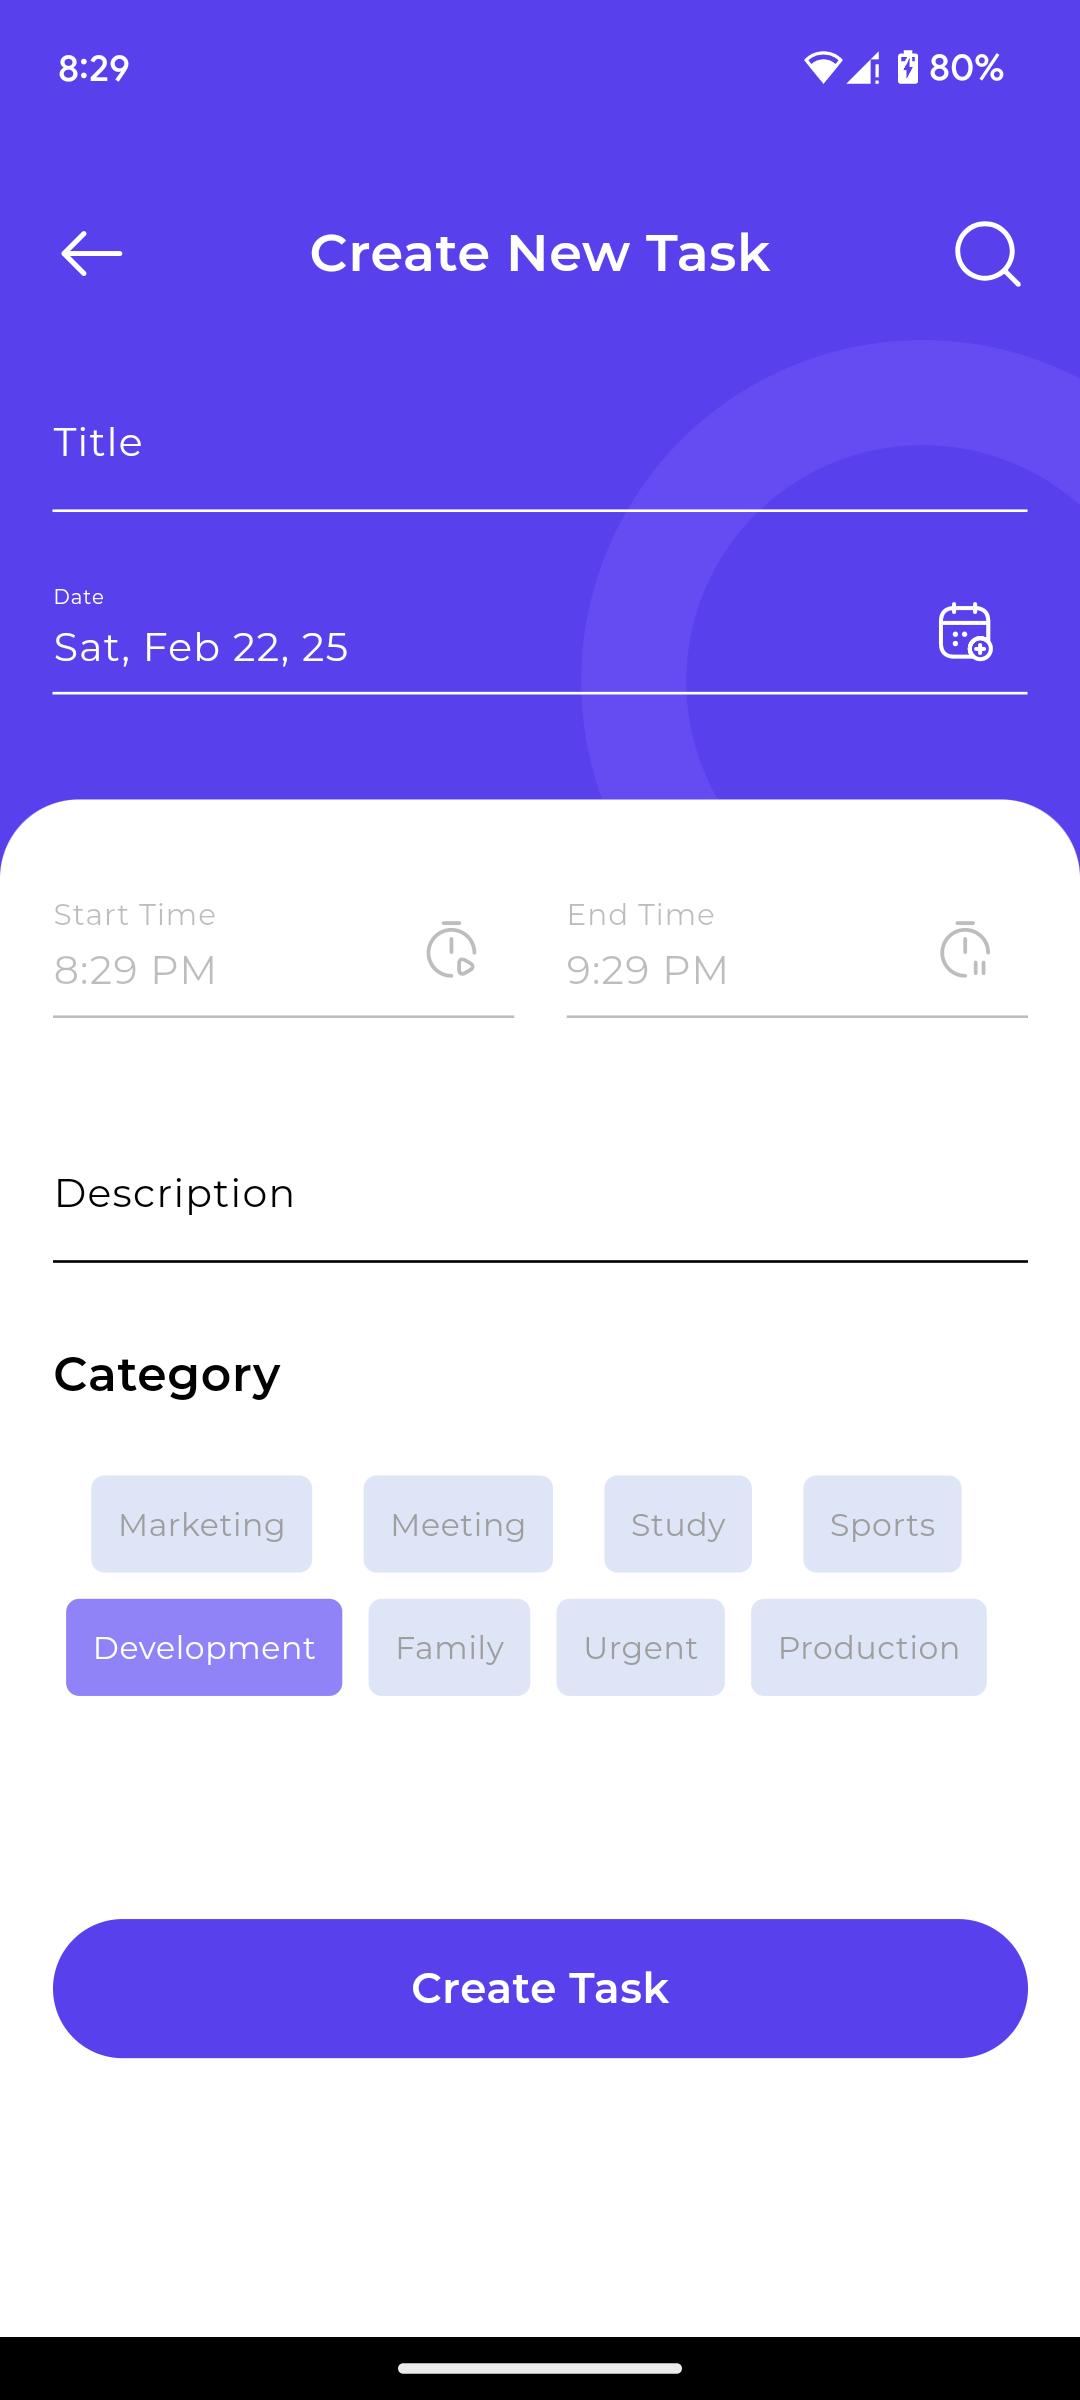 8:29 80%
Create New Task
Title
Date
Sat, Feb 22, 25
Start Time End Time
8:29 PM 9:29 PM
Description
Category
Marketing Meeting Study Sports
Development Family Urgent Production
Create Task